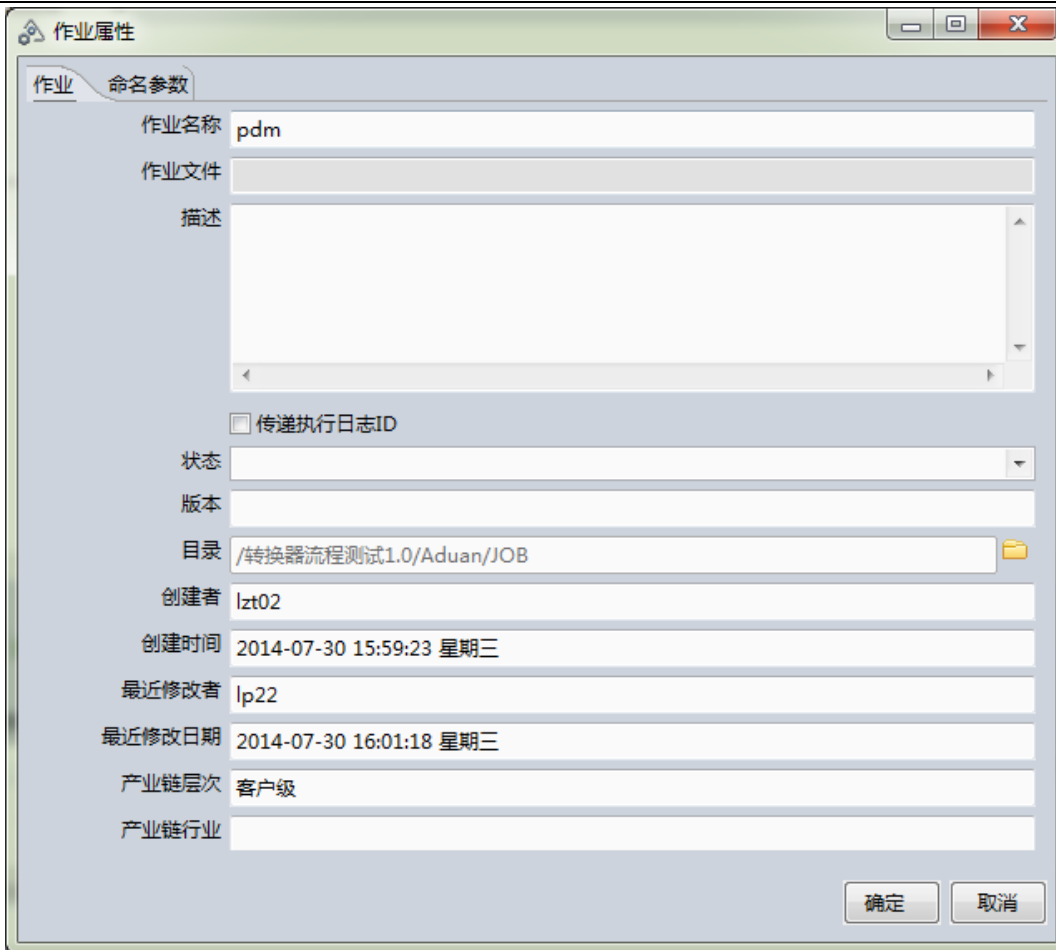 作业属性
作业 命名参数
作业名称 pdm
作业文件
描述
传递执行日志ID
状态
版本
目录 /转换器流程测试1.0/Aduan/JOB
创建者 lzt02
创建时间 2014-07-30 15:59:23 星期三
最近修改者 lp22
最近修改日期 2014-07-30 16:01:18 星期三
产业链层次 客户级
产业链行业
确定 取消